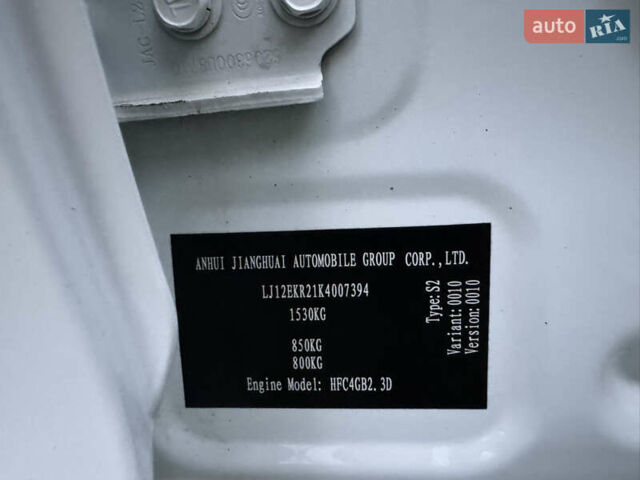 auto RIA
.com
ANHUI JIANGHUAI AUTOMOBILE GROUP CORP.,LTD.
LJ12EKR21K4007394
1530KG
850KG
800KG
Engine Model: HFC4GB2.3D
Type:S2
Variant:0010
Version:0010